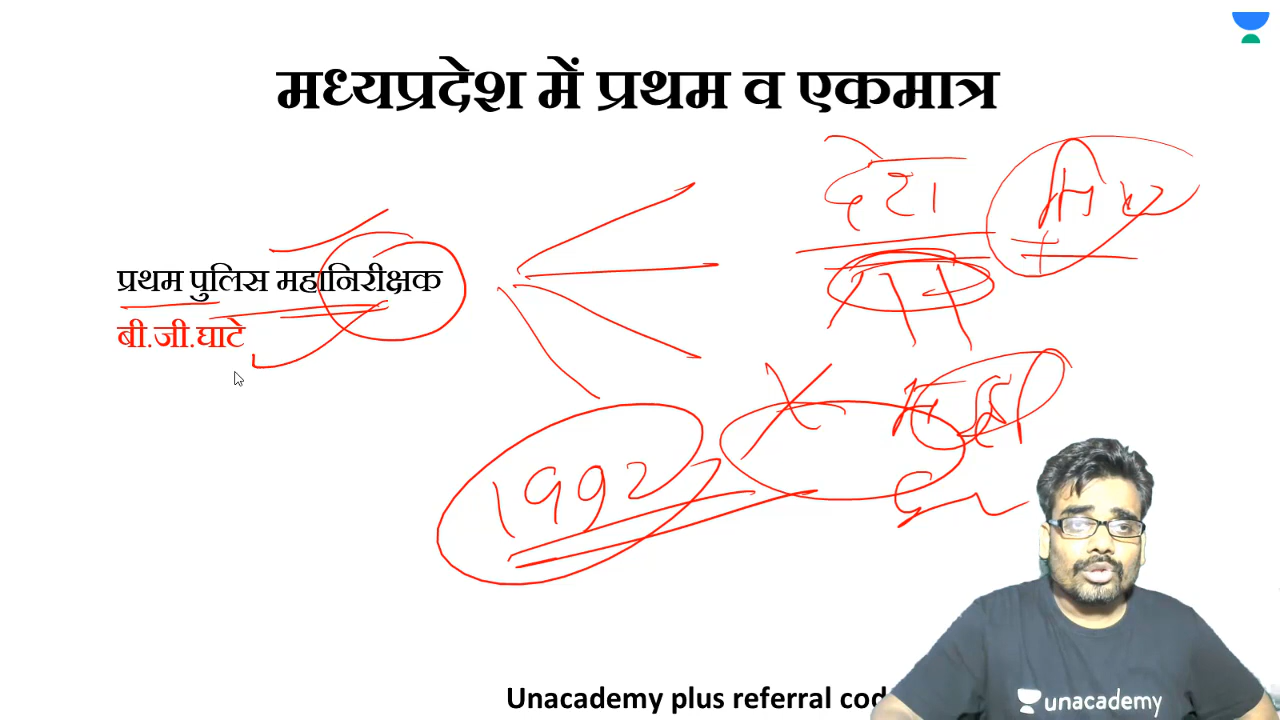 मध्यप्रदेश में प्रथम व एकमात्र
प्रथम पुलिस महानिरीक्षक
बी.जी.घाटे
देश
1992
unacademy
Unacademy plus referral cod